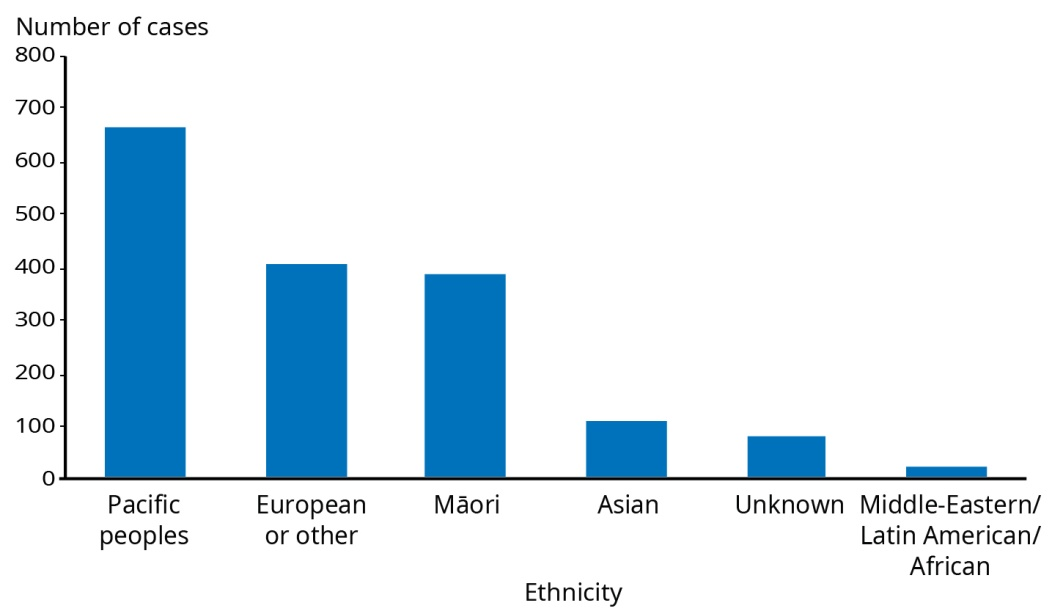 Number of cases
800
700
600
500
400
300
200
100
0
Pacific peoples
European or other
Māori
Asian
Unknown
Middle-Eastern/
Latin American/
African
Ethnicity